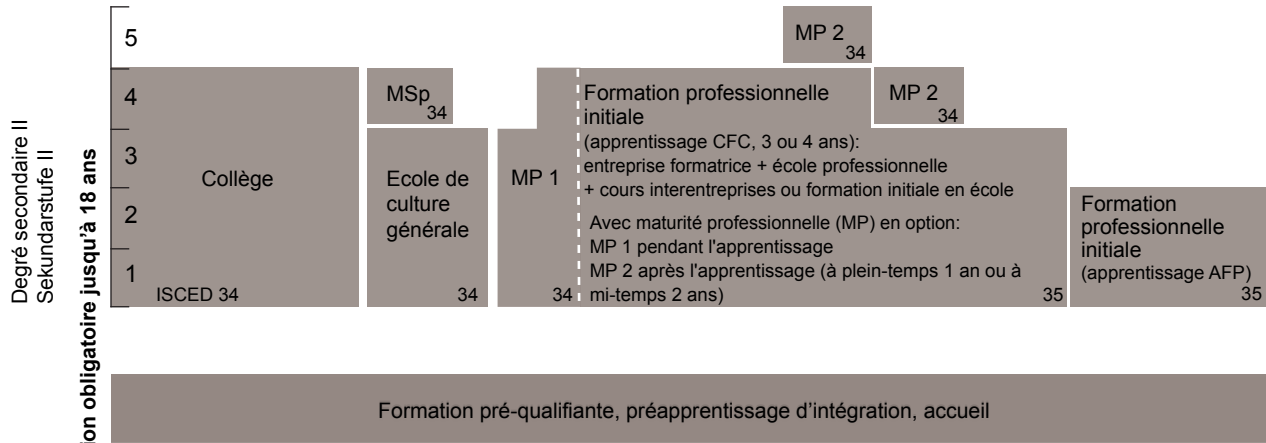 Degré secondaire II
Sekundarstufe II
ion obligatoire jusqu'à 18 ans
5
4
3
2
1
Collège
ISCED 34
MSp
34
Ecole de
culture
générale
34
MP 1
34
Formation professionnelle
initiale
(apprentissage CFC, 3 ou 4 ans):
entreprise formatrice + école professionnelle
+ cours interentreprises ou formation initiale en école
Avec maturité professionnelle (MP) en option:
MP 1 pendant l'apprentissage
MP 2 après l'apprentissage (à plein-temps 1 an ou à
mi-temps 2 ans)
35
MP 2
34
MP 2
34
Formation
professionnelle
initiale
(apprentissage AFP)
35
Formation pré-qualifiante, préapprentissage d’intégration, accueil